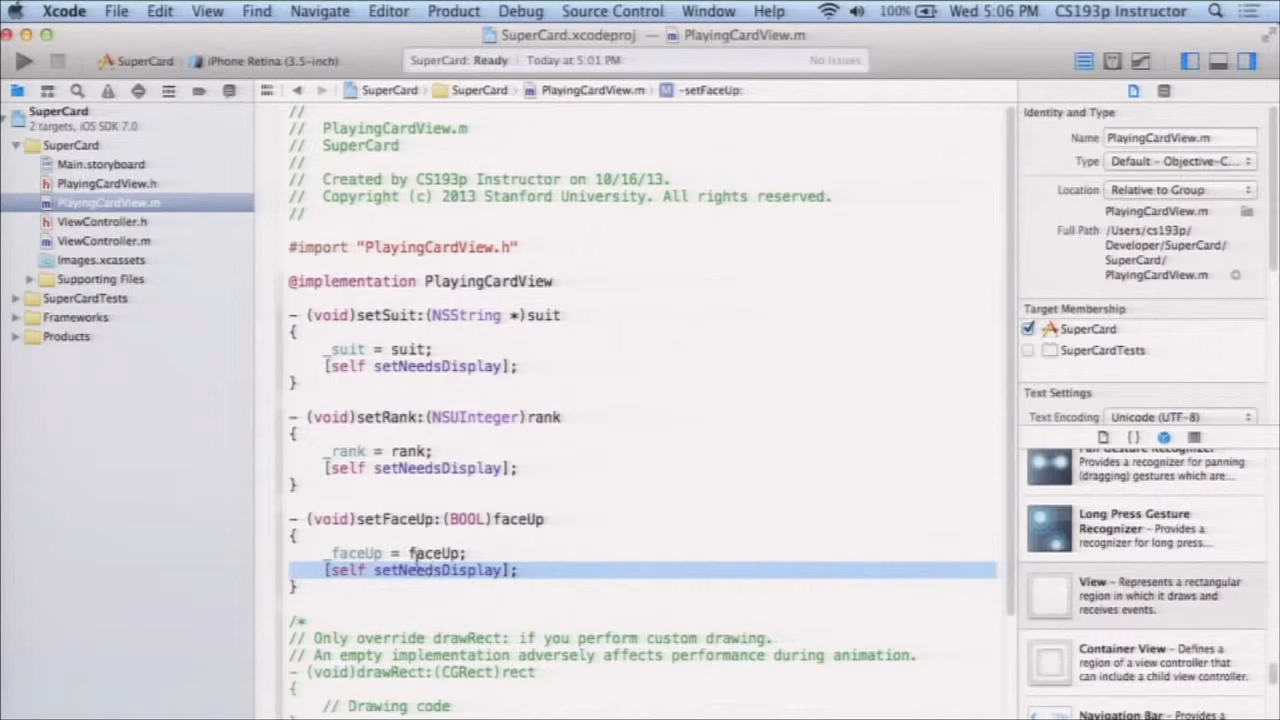 Xcode File Edit View Find Navigate Editor Product Debug Source Control Window Help 100% Wed 5:06 PM CS193p Instructor
SuperCard.xcodeproj — PlayingCardView.m
SuperCard iPhone Retina (3.5-inch) SuperCard: Ready Today at 5:01 PM No Issues
SuperCard SuperCard PlayingCardView.m -setFaceUp:
SuperCard
2 targets, iOS SDK 7.0
SuperCard
Main.storyboard
PlayingCardView.h
PlayingCardView.m
ViewController.h
ViewController.m
Images.xcassets
Supporting Files
SuperCardTests
Frameworks
Products
//
// PlayingCardView.m
// SuperCard
//
// Created by CS193p Instructor on 10/16/13.
// Copyright (c) 2013 Stanford University. All rights reserved.
//
#import "PlayingCardView.h"
@implementation PlayingCardView
- (void)setSuit:(NSString *)suit
{
_suit = suit;
[self setNeedsDisplay];
}
- (void)setRank:(NSUInteger)rank
{
_rank = rank;
[self setNeedsDisplay];
}
- (void)setFaceUp:(BOOL)faceUp
{
_faceUp = faceUp;
[self setNeedsDisplay];
}
/*
// Only override drawRect: if you perform custom drawing.
// An empty implementation adversely affects performance during animation.
- (void)drawRect:(CGRect)rect
{
// Drawing code
Identity and Type
Name PlayingCardView.m
Type Default - Objective-C...
Location Relative to Group
PlayingCardView.m
Full Path /Users/cs193p/
Developer/SuperCard/
SuperCard/
PlayingCardView.m
Target Membership
SuperCard
SuperCardTests
Text Settings
Text Encoding Unicode (UTF-8)
{ }
Pan Gesture Recognizer
Provides a recognizer for panning
(dragging) gestures which are...
Long Press Gesture
Recognizer - Provides a
recognizer for long press...
View - Represents a rectangular
region in which it draws and
receives events.
Container View - Defines a
region of a view controller that
can include a child view controller.
Navigation Bar - Provides a